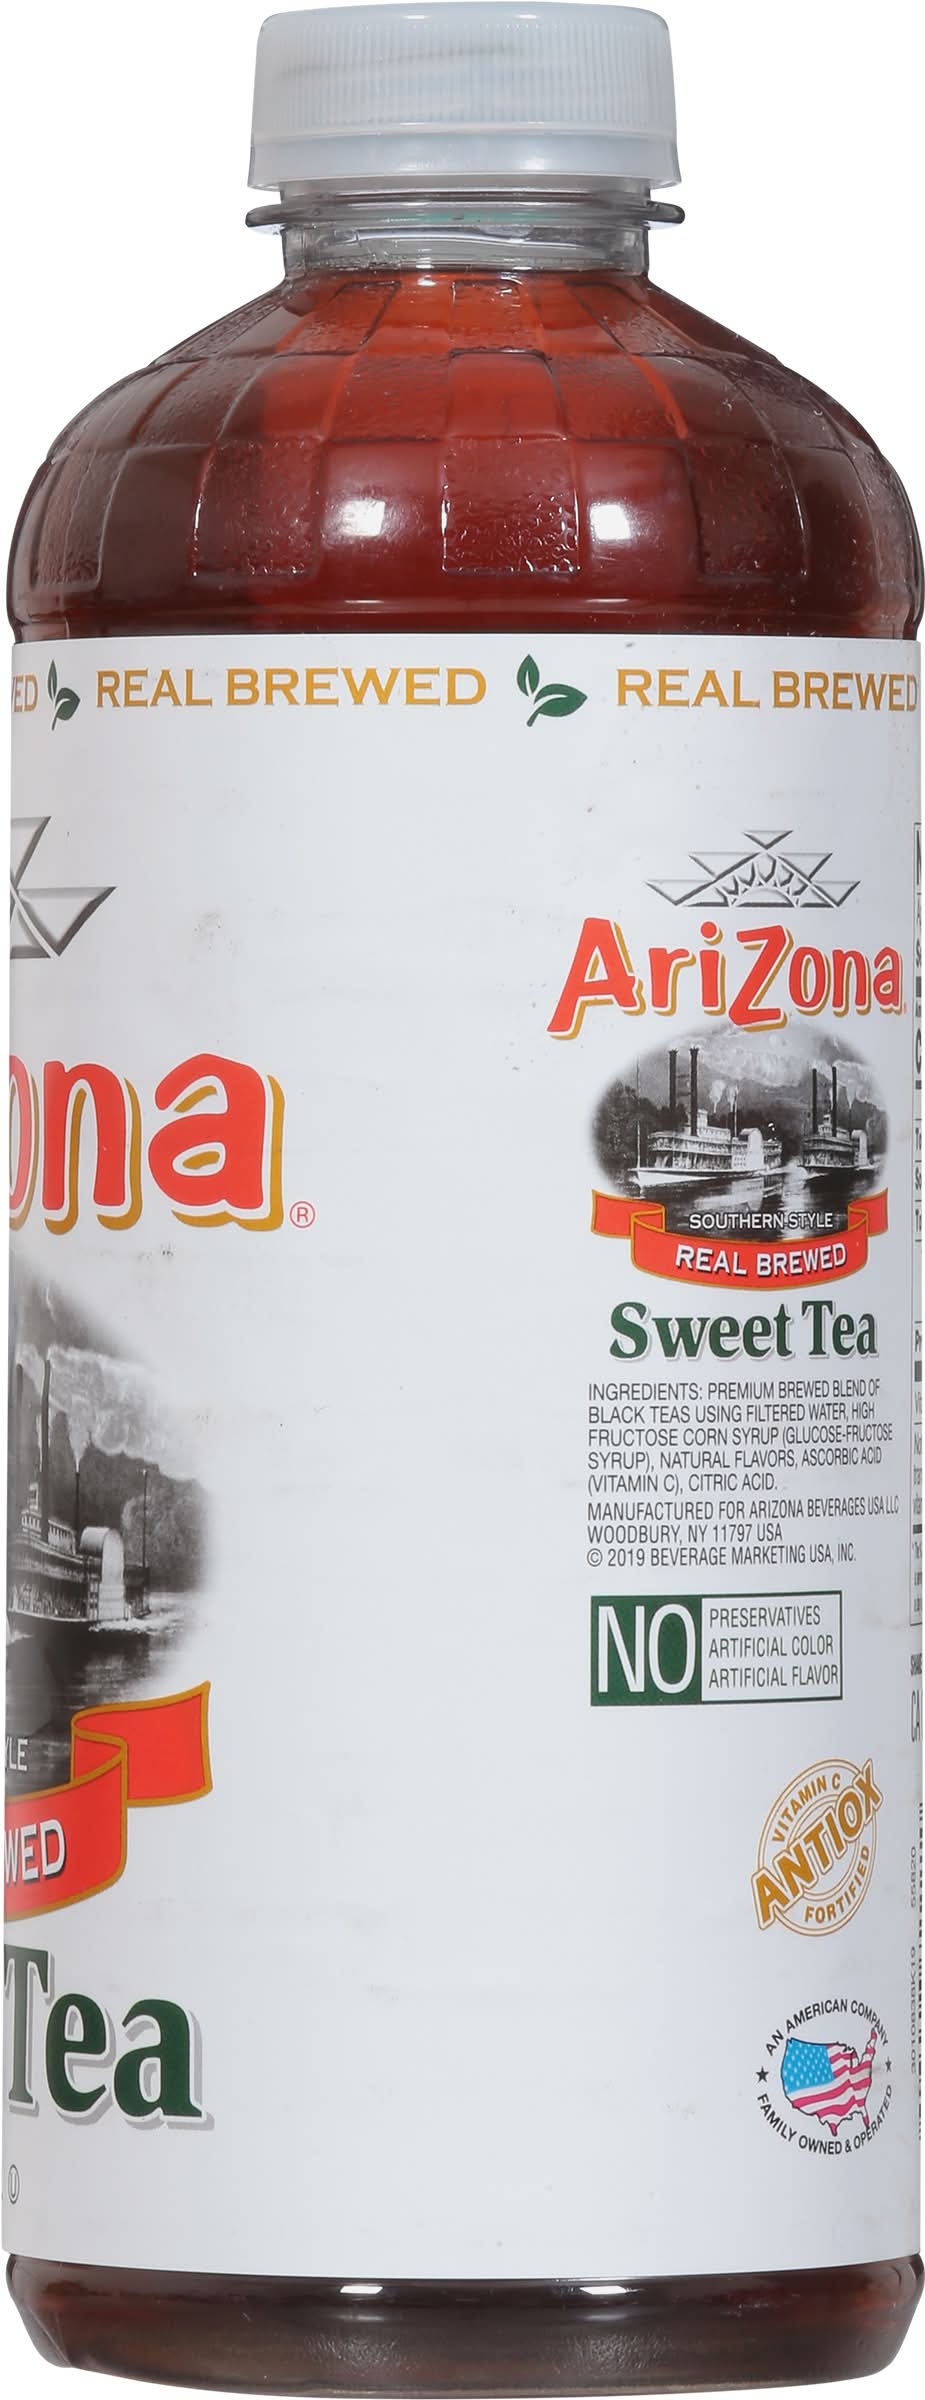 REAL BREWED REAL BREWED
ona®
WED
Tea
AriZona
SOUTHERN STYLE
REAL BREWED
Sweet Tea
INGREDIENTS: PREMIUM BREWED BLEND OF
BLACK TEAS USING FILTERED WATER, HIGH
FRUCTOSE CORN SYRUP (GLUCOSE-FRUCTOSE
SYRUP), NATURAL FLAVORS, ASCORBIC ACID
(VITAMIN C), CITRIC ACID.
MANUFACTURED FOR ARIZONA BEVERAGES USA LLC
WOODBURY, NY 11797 USA
© 2019 BEVERAGE MARKETING USA, INC.
NO
PRESERVATIVES
ARTIFICIAL COLOR
ARTIFICIAL FLAVOR
VITAMIN C
ANTIOX
FORTIFIED
AN AMERICAN COMPANY
FAMILY OWNED & OPERATED